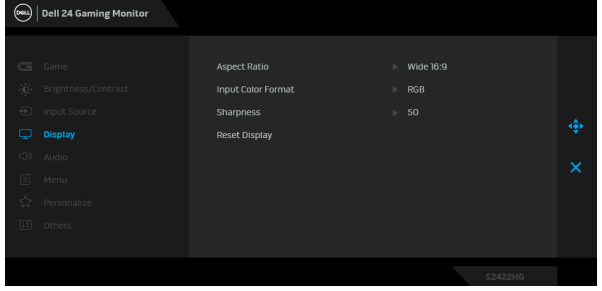 DELL Dell 24 Gaming Monitor
Game
Brightness/Contrast
Input Source
Display
Audio
Menu
Personalize
Others
Aspect Ratio Wide 16:9
Input Color Format RGB
Sharpness 50
Reset Display
S2422HG